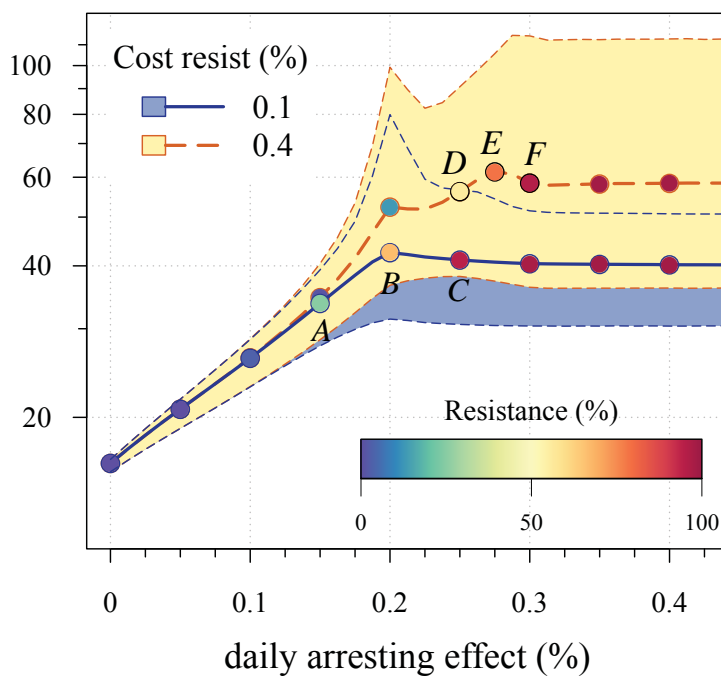 100
80
60
40
20
Cost resist (%)
0.1
0.4
D
E
F
A
B
C
Resistance (%)
0
50
100
0
0.1
0.2
0.3
0.4
daily arresting effect (%)